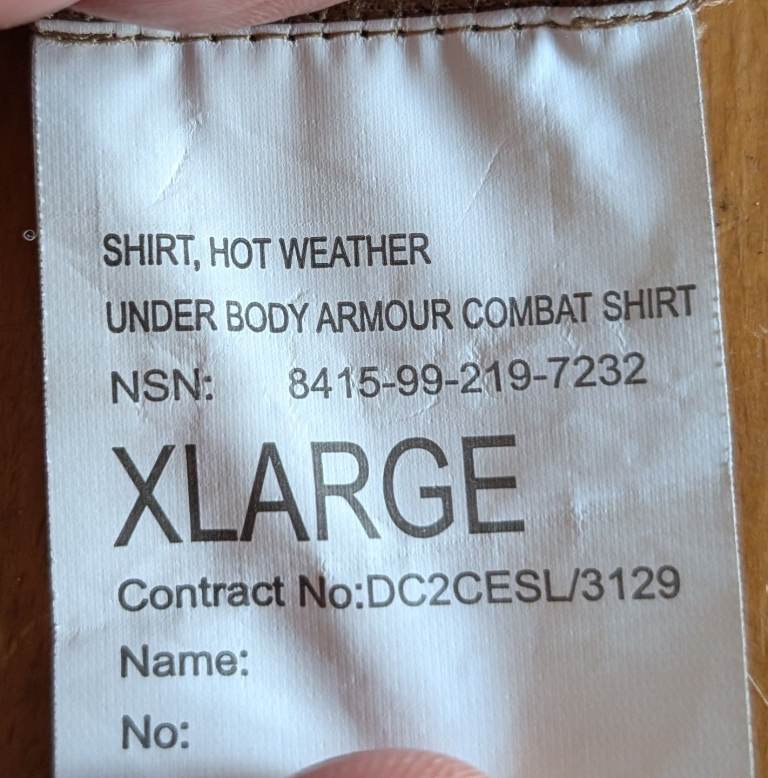 SHIRT, HOT WEATHER
UNDER BODY ARMOUR COMBAT SHIRT
NSN: 8415-99-219-7232
XLARGE
Contract No:DC2CESL/3129
Name:
No: